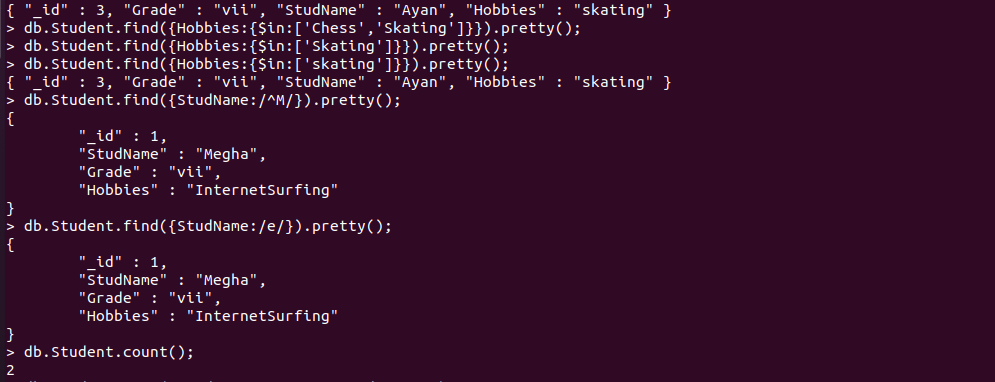 { "_id" : 3, "Grade" : "vii", "StudName" : "Ayan", "Hobbies" : "skating" }
> db.Student.find({Hobbies:{$in:['Chess','Skating']}}).pretty();
> db.Student.find({Hobbies:{$in:['Skating']}}).pretty();
> db.Student.find({Hobbies:{$in:['skating']}}).pretty();
{ "_id" : 3, "Grade" : "vii", "StudName" : "Ayan", "Hobbies" : "skating" }
> db.Student.find({StudName:/^M/}).pretty();
{
        "_id" : 1,
        "StudName" : "Megha",
        "Grade" : "vii",
        "Hobbies" : "InternetSurfing"
}
> db.Student.find({StudName:/e/}).pretty();
{
        "_id" : 1,
        "StudName" : "Megha",
        "Grade" : "vii",
        "Hobbies" : "InternetSurfing"
}
> db.Student.count();
2